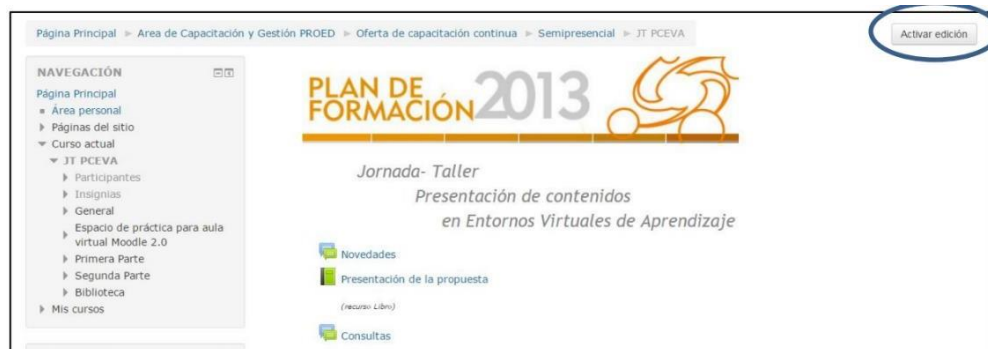 Página Principal ▶ Area de Capacitación y Gestión PROED ▶ Oferta de capacitación continua ▶ Semipresencial ▶ JT PCEVA
Activar edición
NAVEGACIÓN
Página Principal
Área personal
Páginas del sitio
Curso actual
JT PCEVA
Participantes
Insignias
General
Espacio de práctica para aula
virtual Moodle 2.0
Primera Parte
Segunda Parte
Biblioteca
Mis cursos
PLAN DE
FORMACIÓN 2013
Jornada- Taller
Presentación de contenidos
en Entornos Virtuales de Aprendizaje
Novedades
Presentación de la propuesta
(recurso Libro)
Consultas